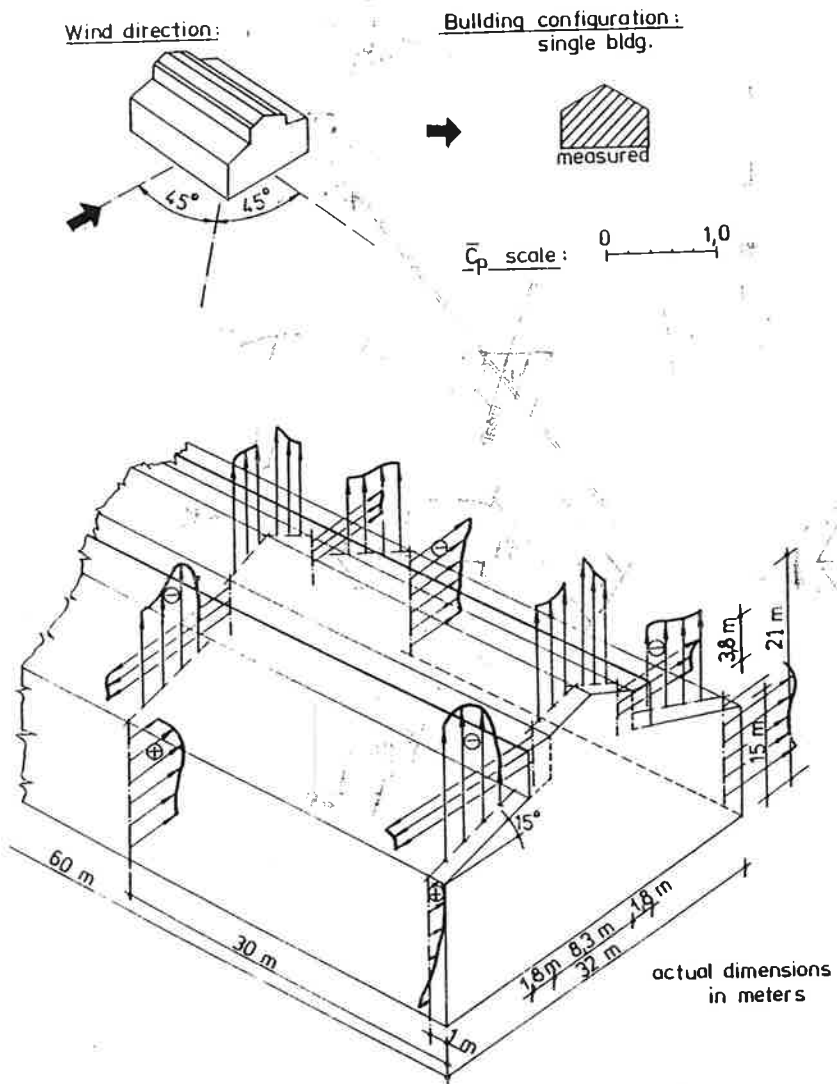 Wind direction:
Building configuration:
single bldg.
measured
45°
45°
C̅p scale:
0
1,0
⊖
⊖
⊖
⊖
⊕
⊕
3,8 m
21 m
15 m
15°
60 m
30 m
1 m
1,8 m
8,3 m
1,8 m
32 m
actual dimensions
in meters